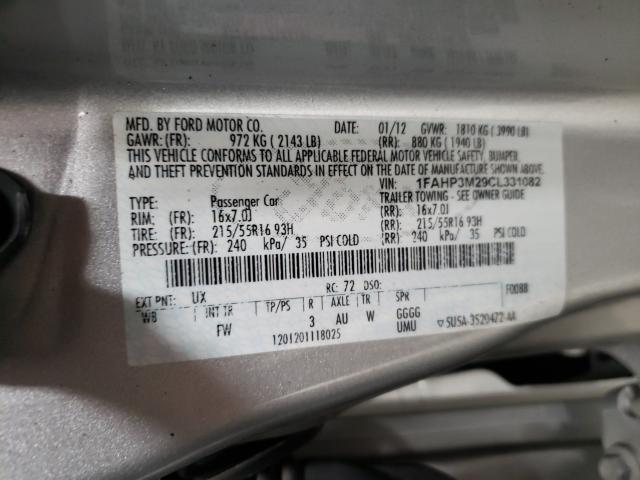 MFD. BY FORD MOTOR CO. DATE: 01/12 GVWR: 1810 KG ( 3990 LB)
GAWR: (FR): 972 KG ( 2143 LB) (RR): 880 KG ( 1940 LB)
THIS VEHICLE CONFORMS TO ALL APPLICABLE FEDERAL MOTOR VEHICLE SAFETY, BUMPER,
AND THEFT PREVENTION STANDARDS IN EFFECT ON THE DATE OF MANUFACTURE SHOWN ABOVE.
VIN: 1FAHP3M29CL331082
TYPE: Passenger Car TRAILER TOWING - SEE OWNER GUIDE
RIM: (FR): 16x7.0J (RR): 16x7.0J
TIRE: (FR): 215/55R16 93H (RR): 215/55R16 93H
PRESSURE: (FR): 240 kPa/ 35 PSI COLD (RR): 240 kPa/ 35 PSI COLD
EXT PNT: UX RC: 72 DSO: F0088
WB INT TR TP/PS R AXLE TR SPR
FW 3 AU W GGGG
UMU
1201201118025 5U5A-3520472-AA